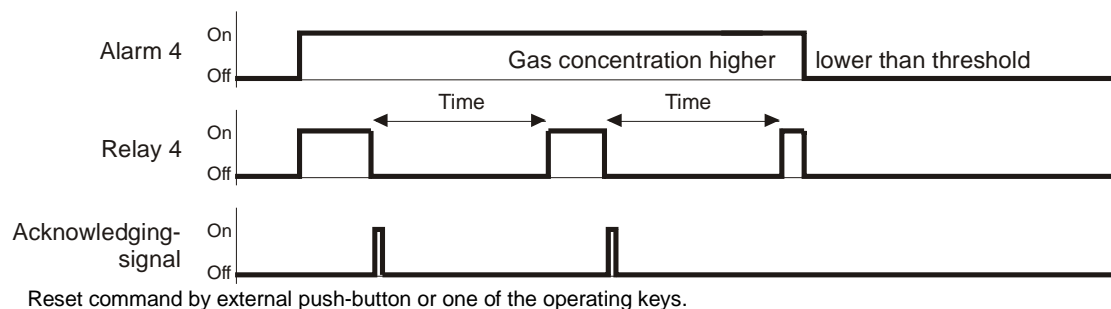 On
Alarm 4
Gas concentration higher lower than threshold
Off
Time Time
On
Relay 4
Off
Acknowledging-
signal
On
Off
Reset command by external push-button or one of the operating keys.